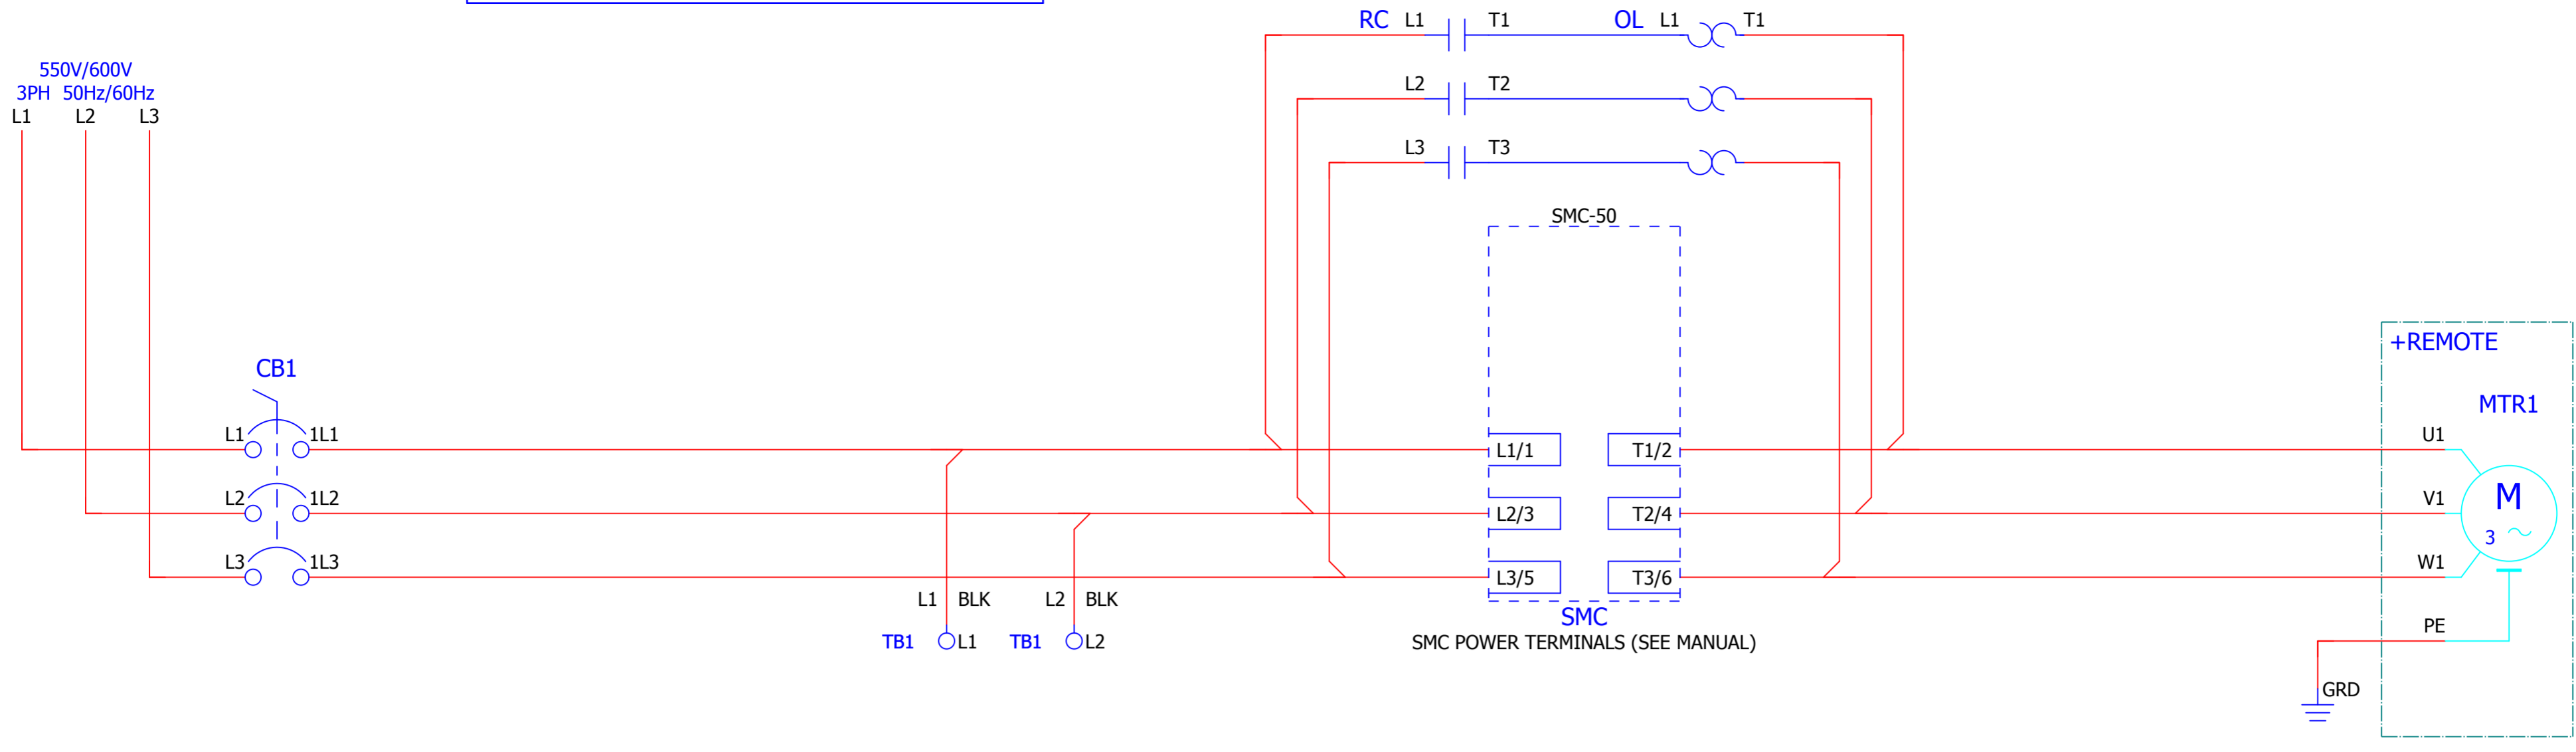 RC L1 T1 OL L1 T1
550V/600V
3PH 50Hz/60Hz
L1 L2 L3
L2 T2
L3 T3
SMC-50
+REMOTE
CB1
MTR1
L1 1L1 L1/1 T1/2 U1
L2 1L2 L2/3 T2/4 V1
M
3
L3 1L3 L3/5 T3/6 W1
L1 BLK L2 BLK
SMC
TB1 L1 TB1 L2
SMC POWER TERMINALS (SEE MANUAL)
PE
GRD